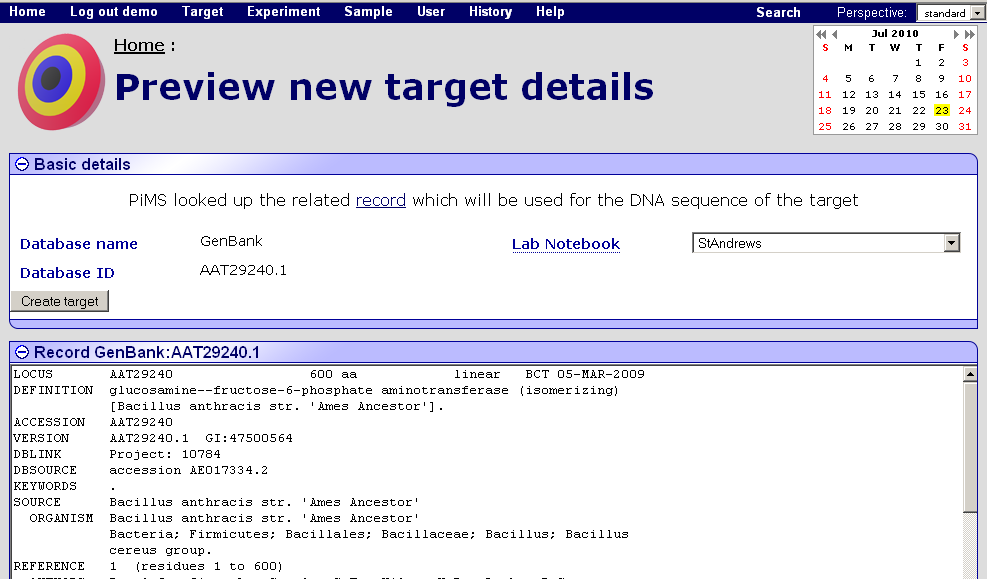 Home Log out demo Target Experiment Sample User History Help Search Perspective: standard
Home :
Preview new target details
Jul 2010
S M T W T F S
1 2 3
4 5 6 7 8 9 10
11 12 13 14 15 16 17
18 19 20 21 22 23 24
25 26 27 28 29 30 31
Basic details
PiMS looked up the related record which will be used for the DNA sequence of the target
Database name GenBank Lab Notebook StAndrews
Database ID AAT29240.1
Create target
Record GenBank:AAT29240.1
LOCUS AAT29240 600 aa linear BCT 05-MAR-2009
DEFINITION glucosamine--fructose-6-phosphate aminotransferase (isomerizing)
[Bacillus anthracis str. 'Ames Ancestor'].
ACCESSION AAT29240
VERSION AAT29240.1 GI:47500564
DBLINK Project: 10784
DBSOURCE accession AE017334.2
KEYWORDS .
SOURCE Bacillus anthracis str. 'Ames Ancestor'
ORGANISM Bacillus anthracis str. 'Ames Ancestor'
Bacteria; Firmicutes; Bacillales; Bacillaceae; Bacillus; Bacillus
cereus group.
REFERENCE 1 (residues 1 to 600)